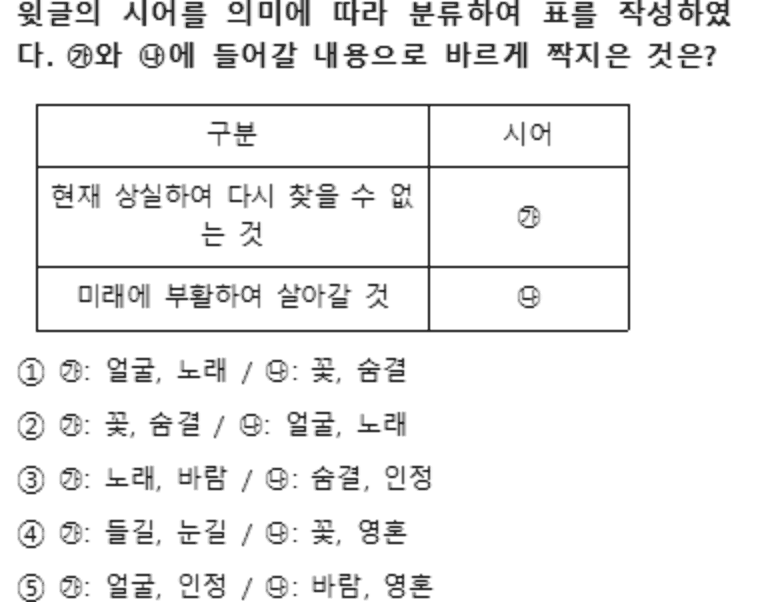 윗글의 시어를 의미에 따라 분류하여 표를 작성하였
다. ㉮와 ㉯에 들어갈 내용으로 바르게 짝지은 것은?
구분 시어
현재 상실하여 다시 찾을 수 없
는 것
㉮
미래에 부활하여 살아갈 것 ㉯
① ㉮: 얼굴, 노래 / ㉯: 꽃, 숨결
② ㉮: 꽃, 숨결 / ㉯: 얼굴, 노래
③ ㉮: 노래, 바람 / ㉯: 숨결, 인정
④ ㉮: 들길, 눈길 / ㉯: 꽃, 영혼
⑤ ㉮: 얼굴, 인정 / ㉯: 바람, 영혼